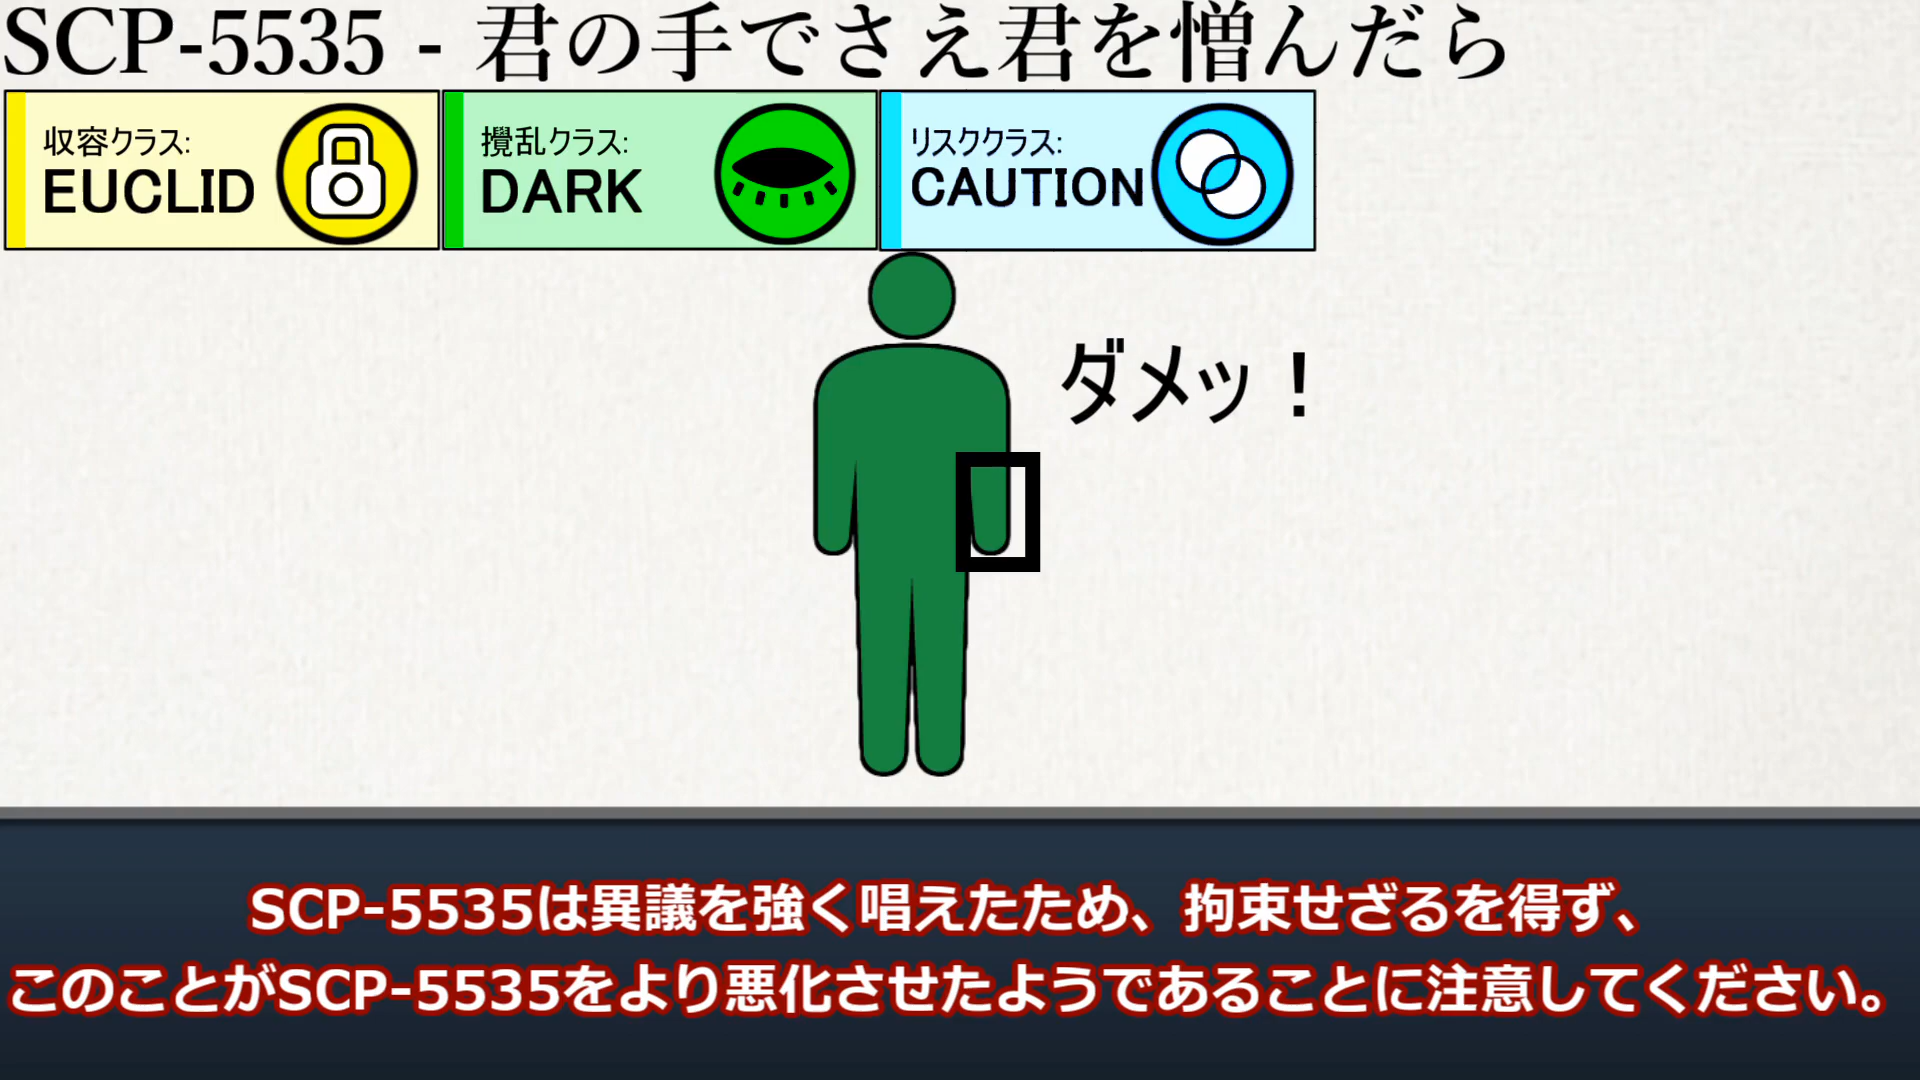 SCP-5535 - 君の手でさえ君を憎んだら
収容クラス:
EUCLID
攪乱クラス:
DARK
リスククラス:
CAUTION
ダメッ！
SCP-5535は異議を強く唱えたため、拘束せざるを得ず、
このことがSCP-5535をより悪化させたようであることに注意してください。